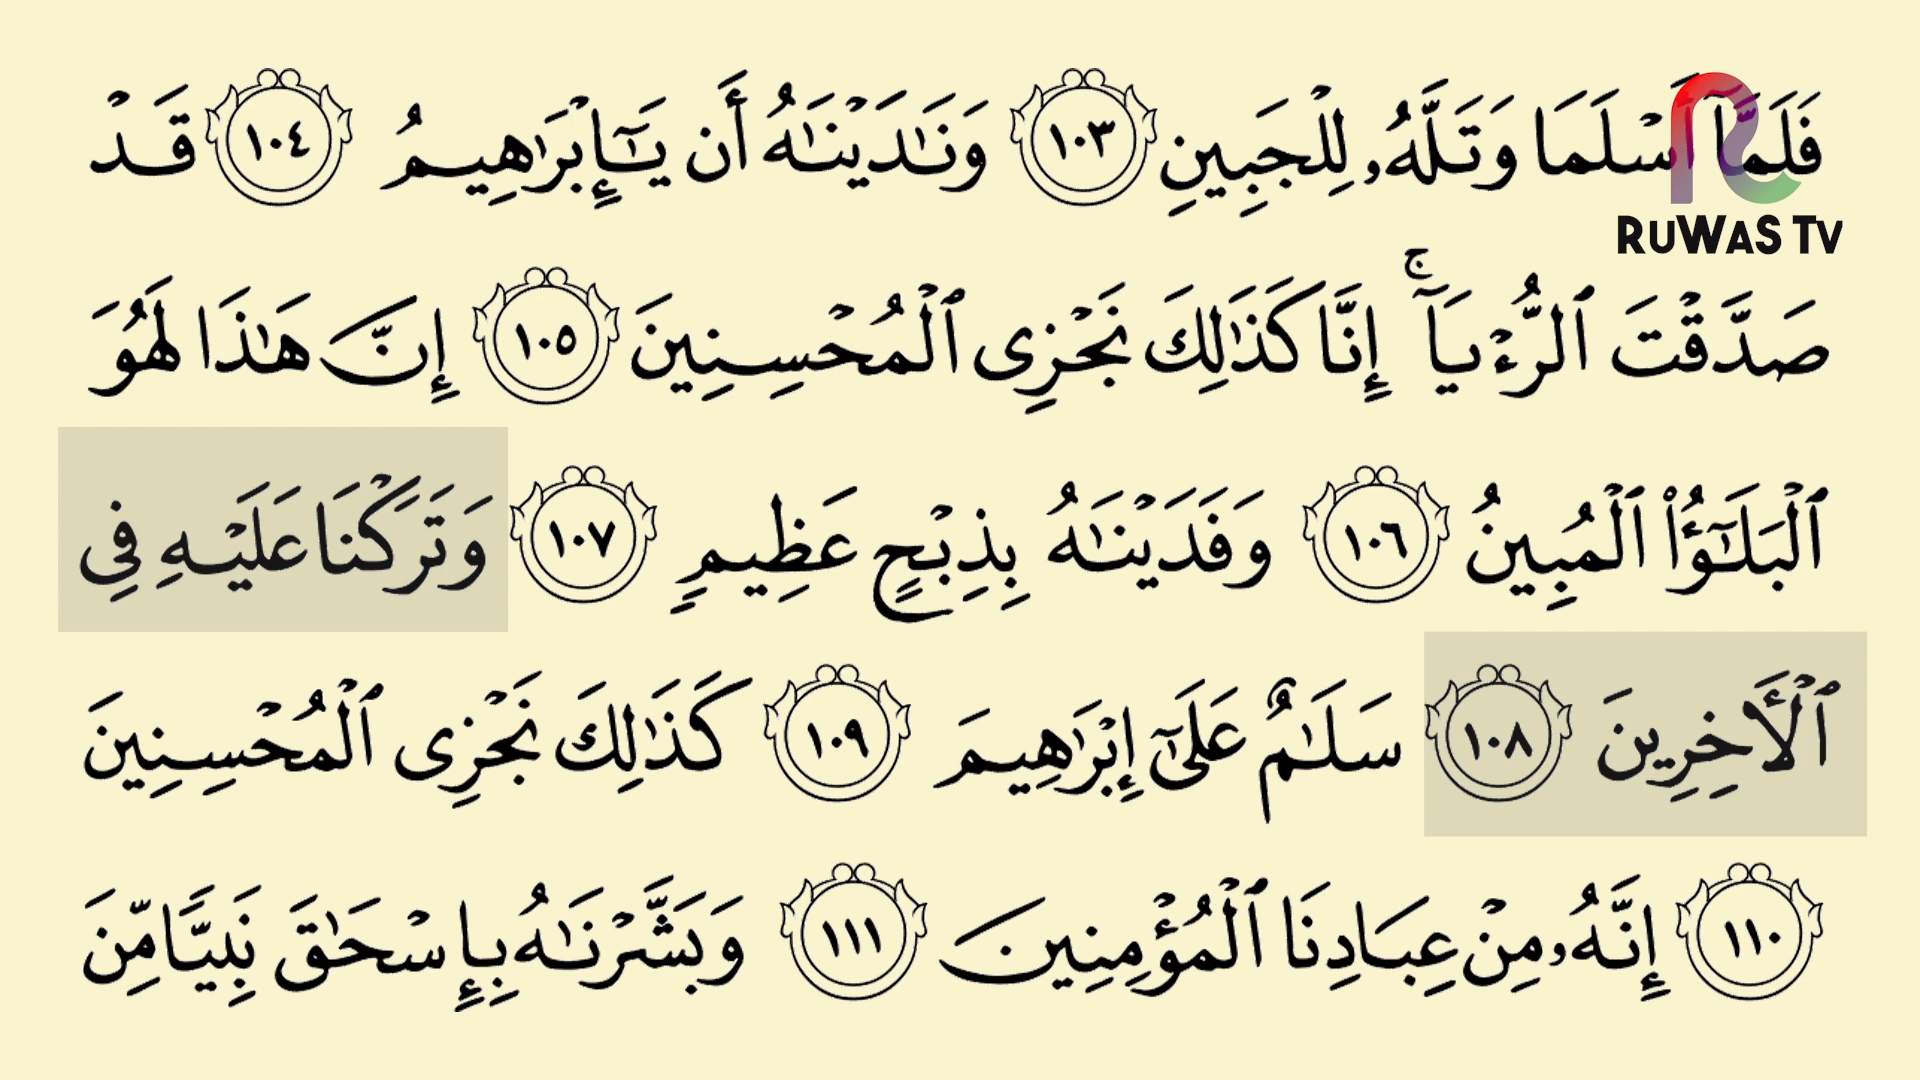 فَلَمَّآ أَسْلَمَا وَتَلَّهُۥ لِلْجَبِينِ ١٠٣ وَنَٰدَيْنَٰهُ أَن يَٰٓإِبْرَٰهِيمُ ١٠٤ قَدْ
RUWAS TV
صَدَّقْتَ ٱلرُّءْيَآ ۚ إِنَّا كَذَٰلِكَ نَجْزِى ٱلْمُحْسِنِينَ ١٠٥ إِنَّ هَٰذَا لَهُوَ
ٱلْبَلَٰٓؤُا۟ ٱلْمُبِينُ ١٠٦ وَفَدَيْنَٰهُ بِذِبْحٍ عَظِيمٍ ١٠٧ وَتَرَكْنَا عَلَيْهِ فِى
ٱلْأَخِرِينَ ١٠٨ سَلَٰمٌ عَلَىٰٓ إِبْرَٰهِيمَ ١٠٩ كَذَٰلِكَ نَجْزِى ٱلْمُحْسِنِينَ
١١٠ إِنَّهُۥ مِنْ عِبَادِنَا ٱلْمُؤْمِنِينَ ١١١ وَبَشَّرْنَٰهُ بِإِسْحَٰقَ نَبِيًّا مِّنَ